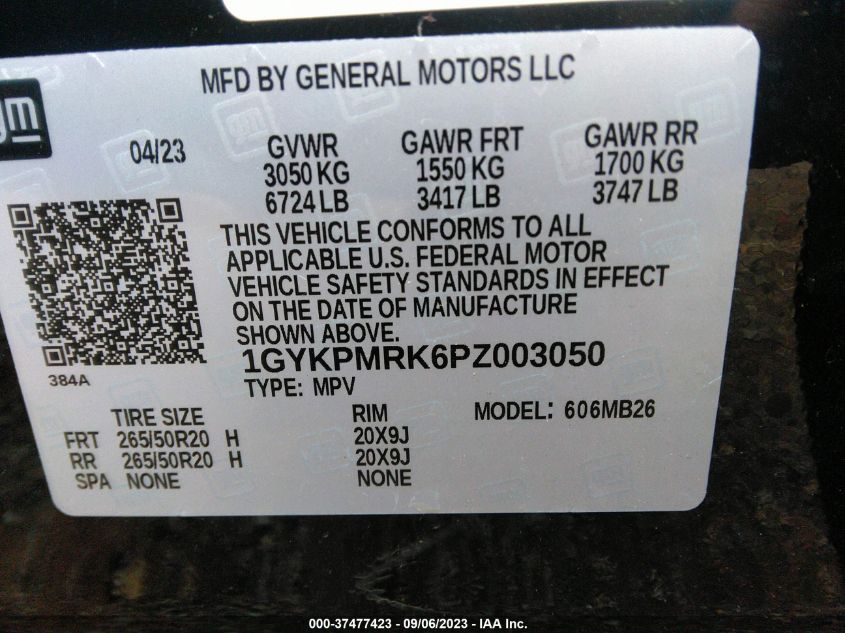 MFD BY GENERAL MOTORS LLC
gm
04/23 GVWR GAWR FRT GAWR RR
3050 KG 1550 KG 1700 KG
6724 LB 3417 LB 3747 LB
THIS VEHICLE CONFORMS TO ALL
APPLICABLE U.S. FEDERAL MOTOR
VEHICLE SAFETY STANDARDS IN EFFECT
ON THE DATE OF MANUFACTURE
SHOWN ABOVE.
1GYKPMRK6PZ003050
384A
TYPE: MPV
TIRE SIZE RIM MODEL: 606MB26
FRT 265/50R20 H 20X9J
RR 265/50R20 H 20X9J
SPA NONE NONE
000-37477423 - 09/06/2023 - IAA Inc.